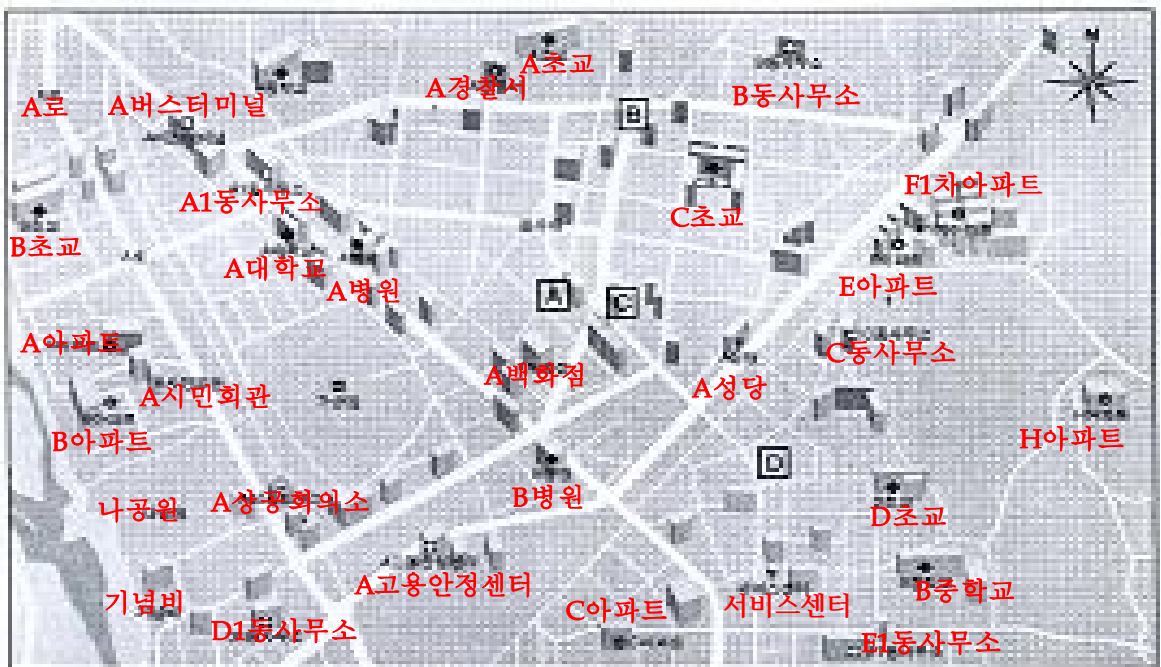 A초교
A경찰서
B동사무소
A로
A버스터미널
B
F1차아파트
A1동사무소
C초교
B초교
A대학교
A병원
E아파트
A
C
A아파트
C동사무소
A백화점
A성당
A시민회관
B아파트
H아파트
D
B병원
A상공회의소
나공원
D초교
A고용안정센터
B중학교
기념비
C아파트
서비스센터
D1동사무소
E1동사무소